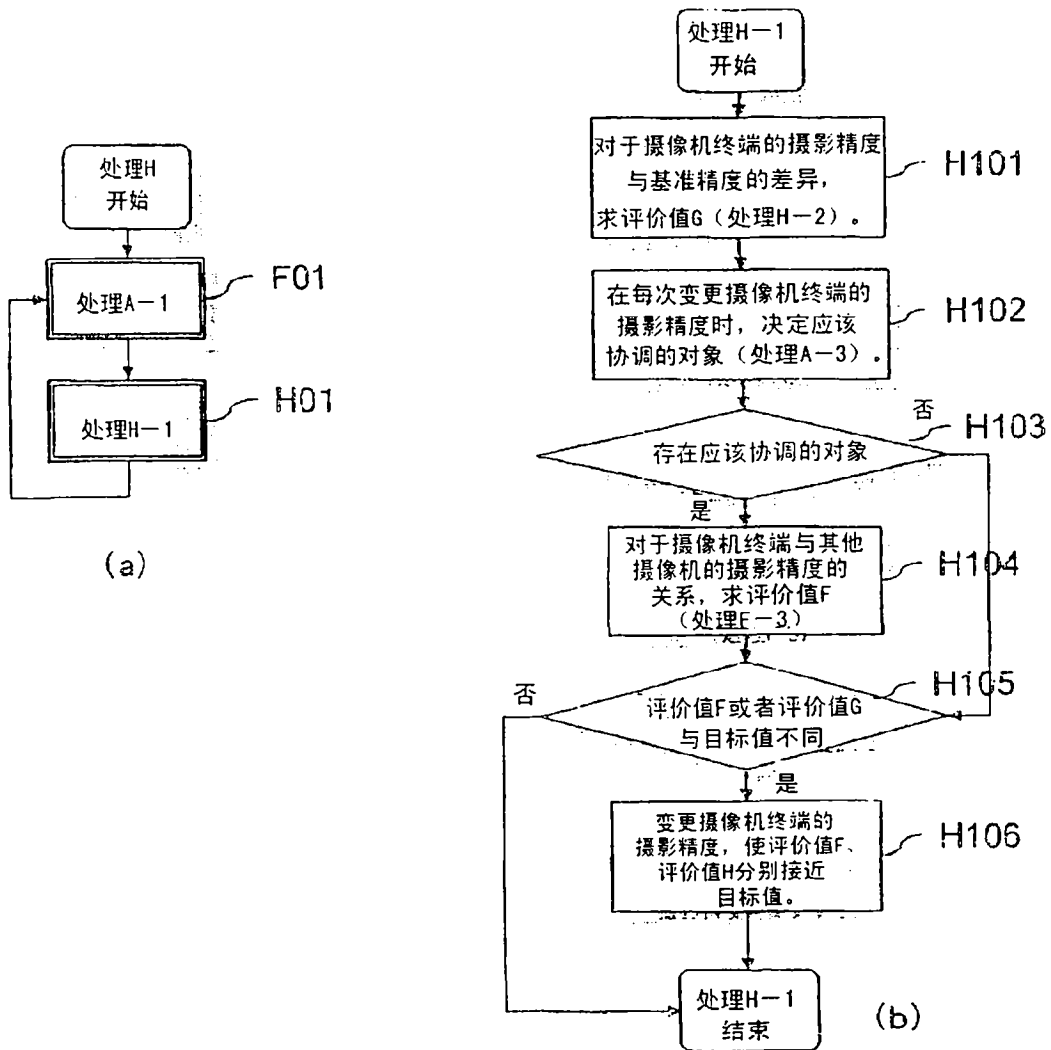 处理H
开始
处理A－1
F01
处理H－1
H01
(a)
处理H－1
开始
对于摄像机终端的摄影精度
与基准精度的差异，
求评价值G（处理H－2）。
H101
在每次变更摄像机终端的
摄影精度时，决定应该
协调的对象（处理A－3）。
H102
存在应该协调的对象
否
H103
是
对于摄像机终端与其他
摄像机的摄影精度的
关系，求评价值F
（处理F－3）
H104
否
评价值F或者评价值G
与目标值不同
H105
是
变更摄像机终端的
摄影精度，使评价值F、
评价值H分别接近
目标值。
H106
处理H－1
结束
(b)